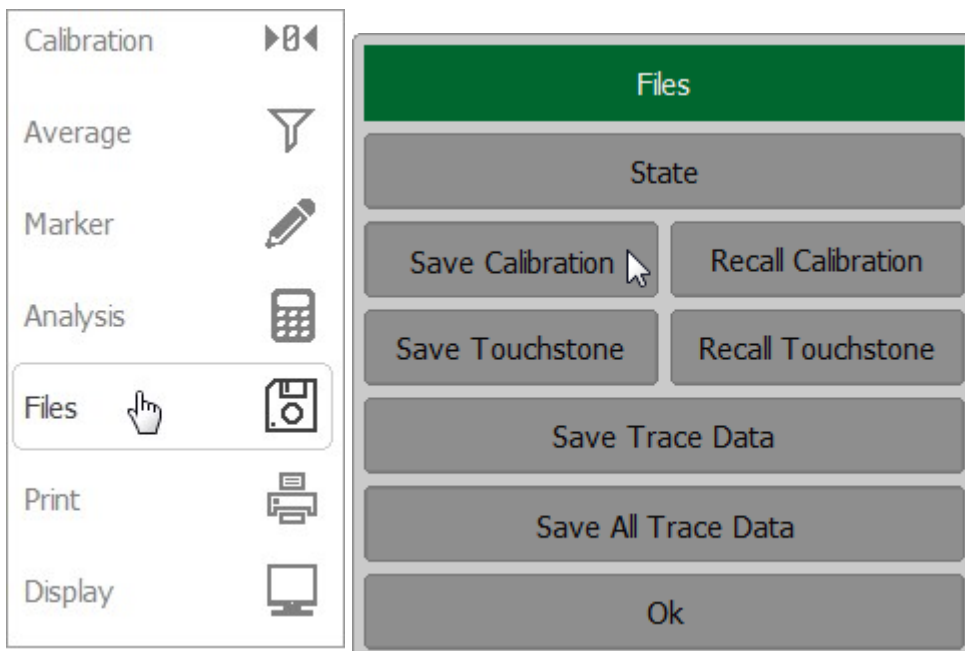 Calibration
Average
Marker
Analysis
Files
Print
Display
Files
State
Save Calibration
Recall Calibration
Save Touchstone
Recall Touchstone
Save Trace Data
Save All Trace Data
Ok